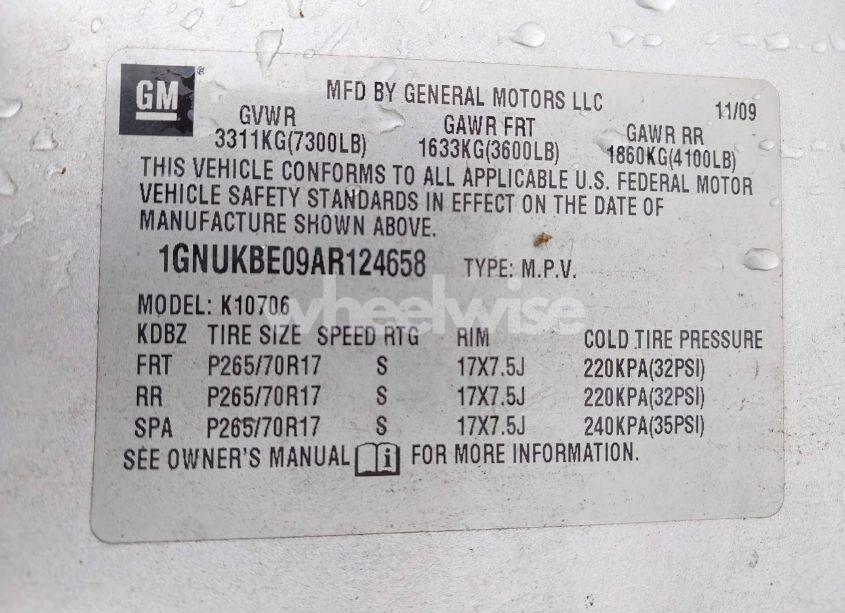 GM
MFD BY GENERAL MOTORS LLC 11/09
GVWR GAWR FRT GAWR RR
3311KG(7300LB) 1633KG(3600LB) 1860KG(4100LB)
THIS VEHICLE CONFORMS TO ALL APPLICABLE U.S. FEDERAL MOTOR
VEHICLE SAFETY STANDARDS IN EFFECT ON THE DATE OF
MANUFACTURE SHOWN ABOVE.
1GNUKBE09AR124658 TYPE: M.P.V.
wheelwise
MODEL: K10706
KDBZ TIRE SIZE SPEED RTG RIM COLD TIRE PRESSURE
FRT P265/70R17 S 17X7.5J 220KPA(32PSI)
RR P265/70R17 S 17X7.5J 220KPA(32PSI)
SPA P265/70R17 S 17X7.5J 240KPA(35PSI)
SEE OWNER'S MANUAL i FOR MORE INFORMATION.